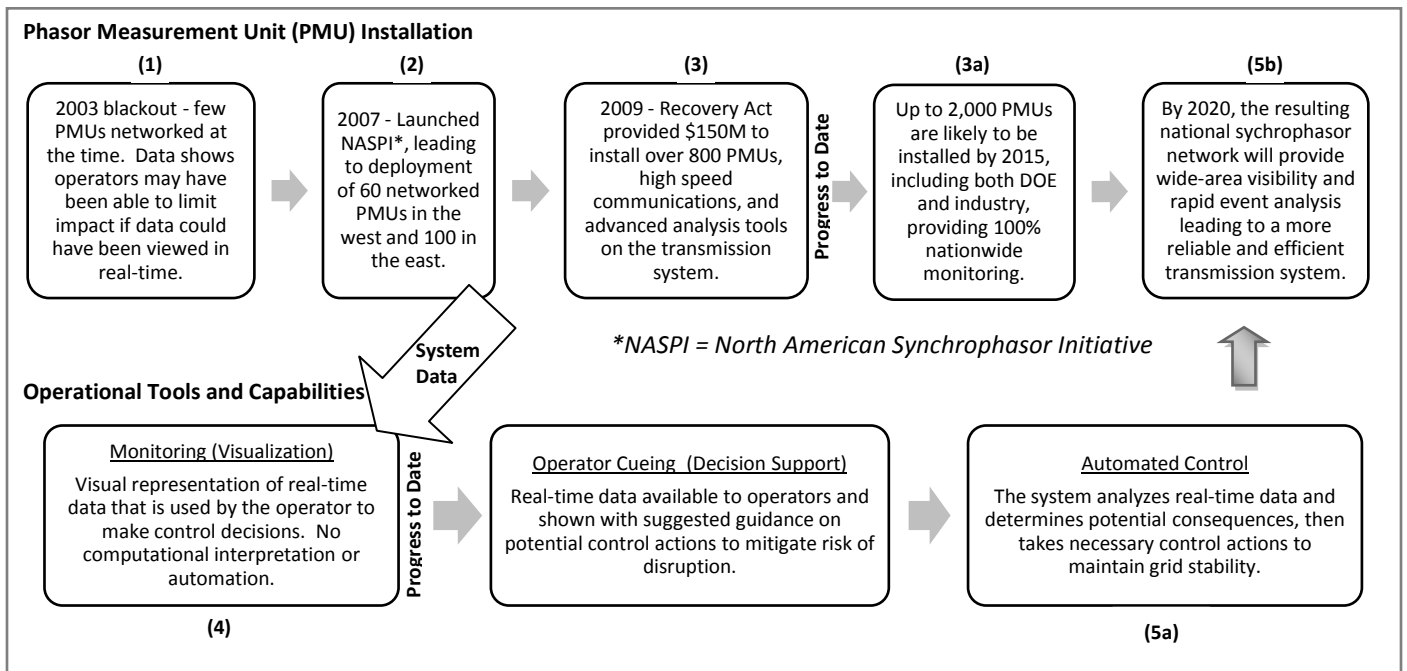 Phasor Measurement Unit (PMU) Installation
(1)
2003 blackout - few
PMUs networked at
the time. Data shows
operators may have
been able to limit
impact if data could
have been viewed in
real-time.
(2)
2007 - Launched
NASPI*, leading
to deployment
of 60 networked
PMUs in the
west and 100 in
the east.
(3)
2009 - Recovery Act
provided $150M to
install over 800 PMUs,
high speed
communications, and
advanced analysis tools
on the transmission
system.
Progress to Date
(3a)
Up to 2,000 PMUs
are likely to be
installed by 2015,
including both DOE
and industry,
providing 100%
nationwide
monitoring.
(5b)
By 2020, the resulting
national sychrophasor
network will provide
wide-area visibility and
rapid event analysis
leading to a more
reliable and efficient
transmission system.
System
Data
*NASPI = North American Synchrophasor Initiative
Operational Tools and Capabilities
Monitoring (Visualization)
Visual representation of real-time
data that is used by the operator to
make control decisions. No
computational interpretation or
automation.
(4)
Progress to Date
Operator Cueing (Decision Support)
Real-time data available to operators and
shown with suggested guidance on
potential control actions to mitigate risk of
disruption.
Automated Control
The system analyzes real-time data and
determines potential consequences, then
takes necessary control actions to
maintain grid stability.
(5a)